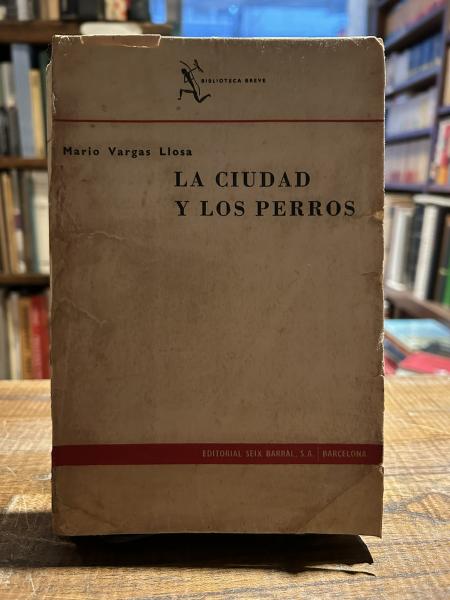 BIBLIOTECA BREVE
Mario Vargas Llosa
LA CIUDAD
Y LOS PERROS
EDITORIAL SEIX BARRAL, S.A. | BARCELONA